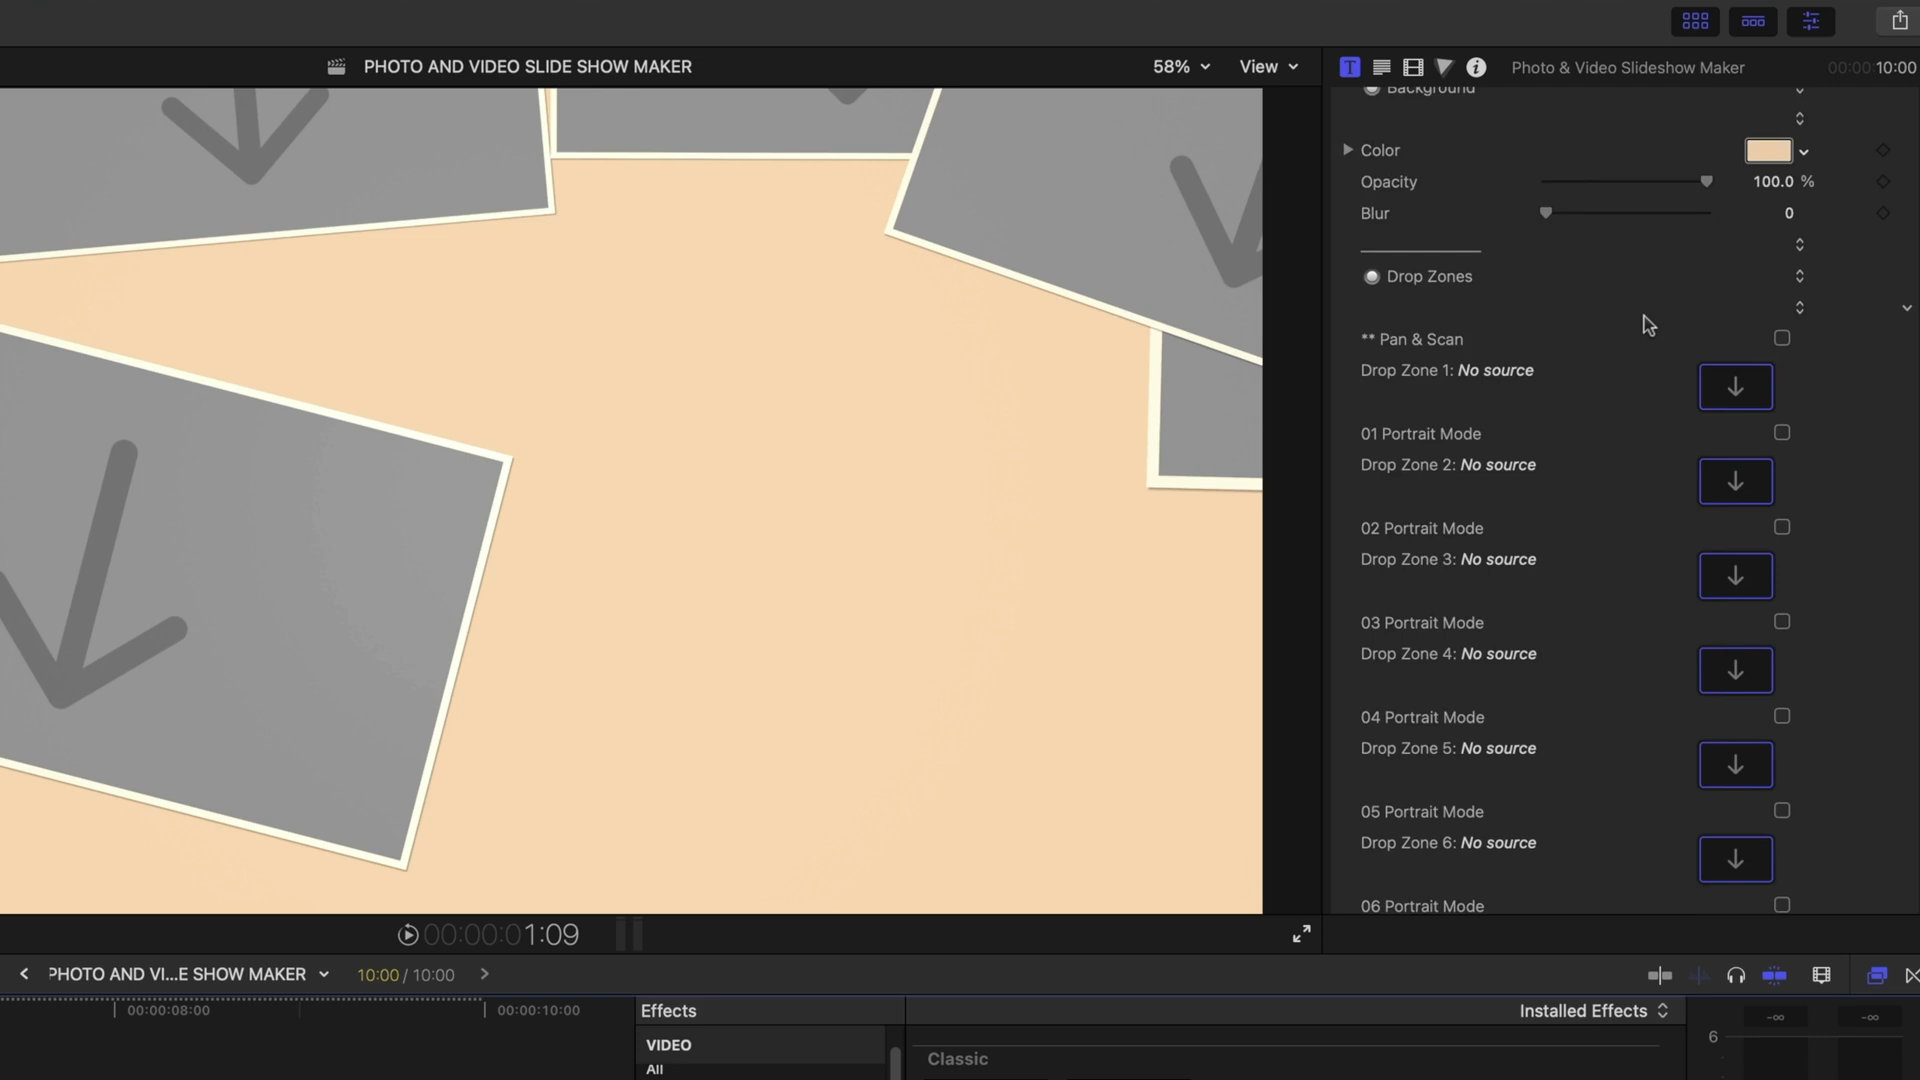 PHOTO AND VIDEO SLIDE SHOW MAKER
58%
View
Photo & Video Slideshow Maker
00:00:10:00
Background
Color
Opacity
100.0 %
Blur
0
Drop Zones
** Pan & Scan
Drop Zone 1: No source
01 Portrait Mode
Drop Zone 2: No source
02 Portrait Mode
Drop Zone 3: No source
03 Portrait Mode
Drop Zone 4: No source
04 Portrait Mode
Drop Zone 5: No source
05 Portrait Mode
Drop Zone 6: No source
06 Portrait Mode
00:00:01:09
PHOTO AND VI...E SHOW MAKER
10:00 / 10:00
00:00:08:00
00:00:10:00
Effects
Installed Effects
VIDEO
All
Classic
-∞
-∞
6